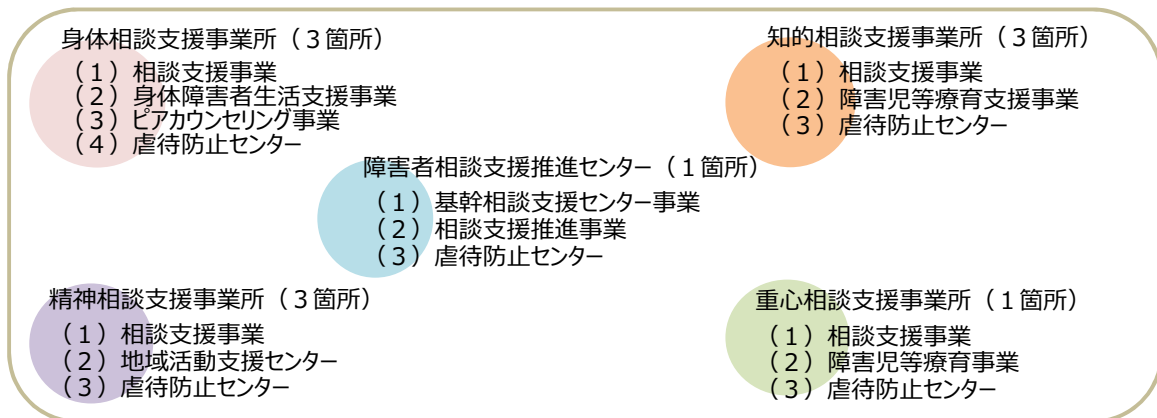 身体相談支援事業所（３箇所）
（１）相談支援事業
（２）身体障害者生活支援事業
（３）ピアカウンセリング事業
（４）虐待防止センター
知的相談支援事業所（３箇所）
（１）相談支援事業
（２）障害児等療育支援事業
（３）虐待防止センター
障害者相談支援推進センター（１箇所）
（１）基幹相談支援センター事業
（２）相談支援推進事業
（３）虐待防止センター
精神相談支援事業所（３箇所）
（１）相談支援事業
（２）地域活動支援センター
（３）虐待防止センター
重心相談支援事業所（１箇所）
（１）相談支援事業
（２）障害児等療育事業
（３）虐待防止センター